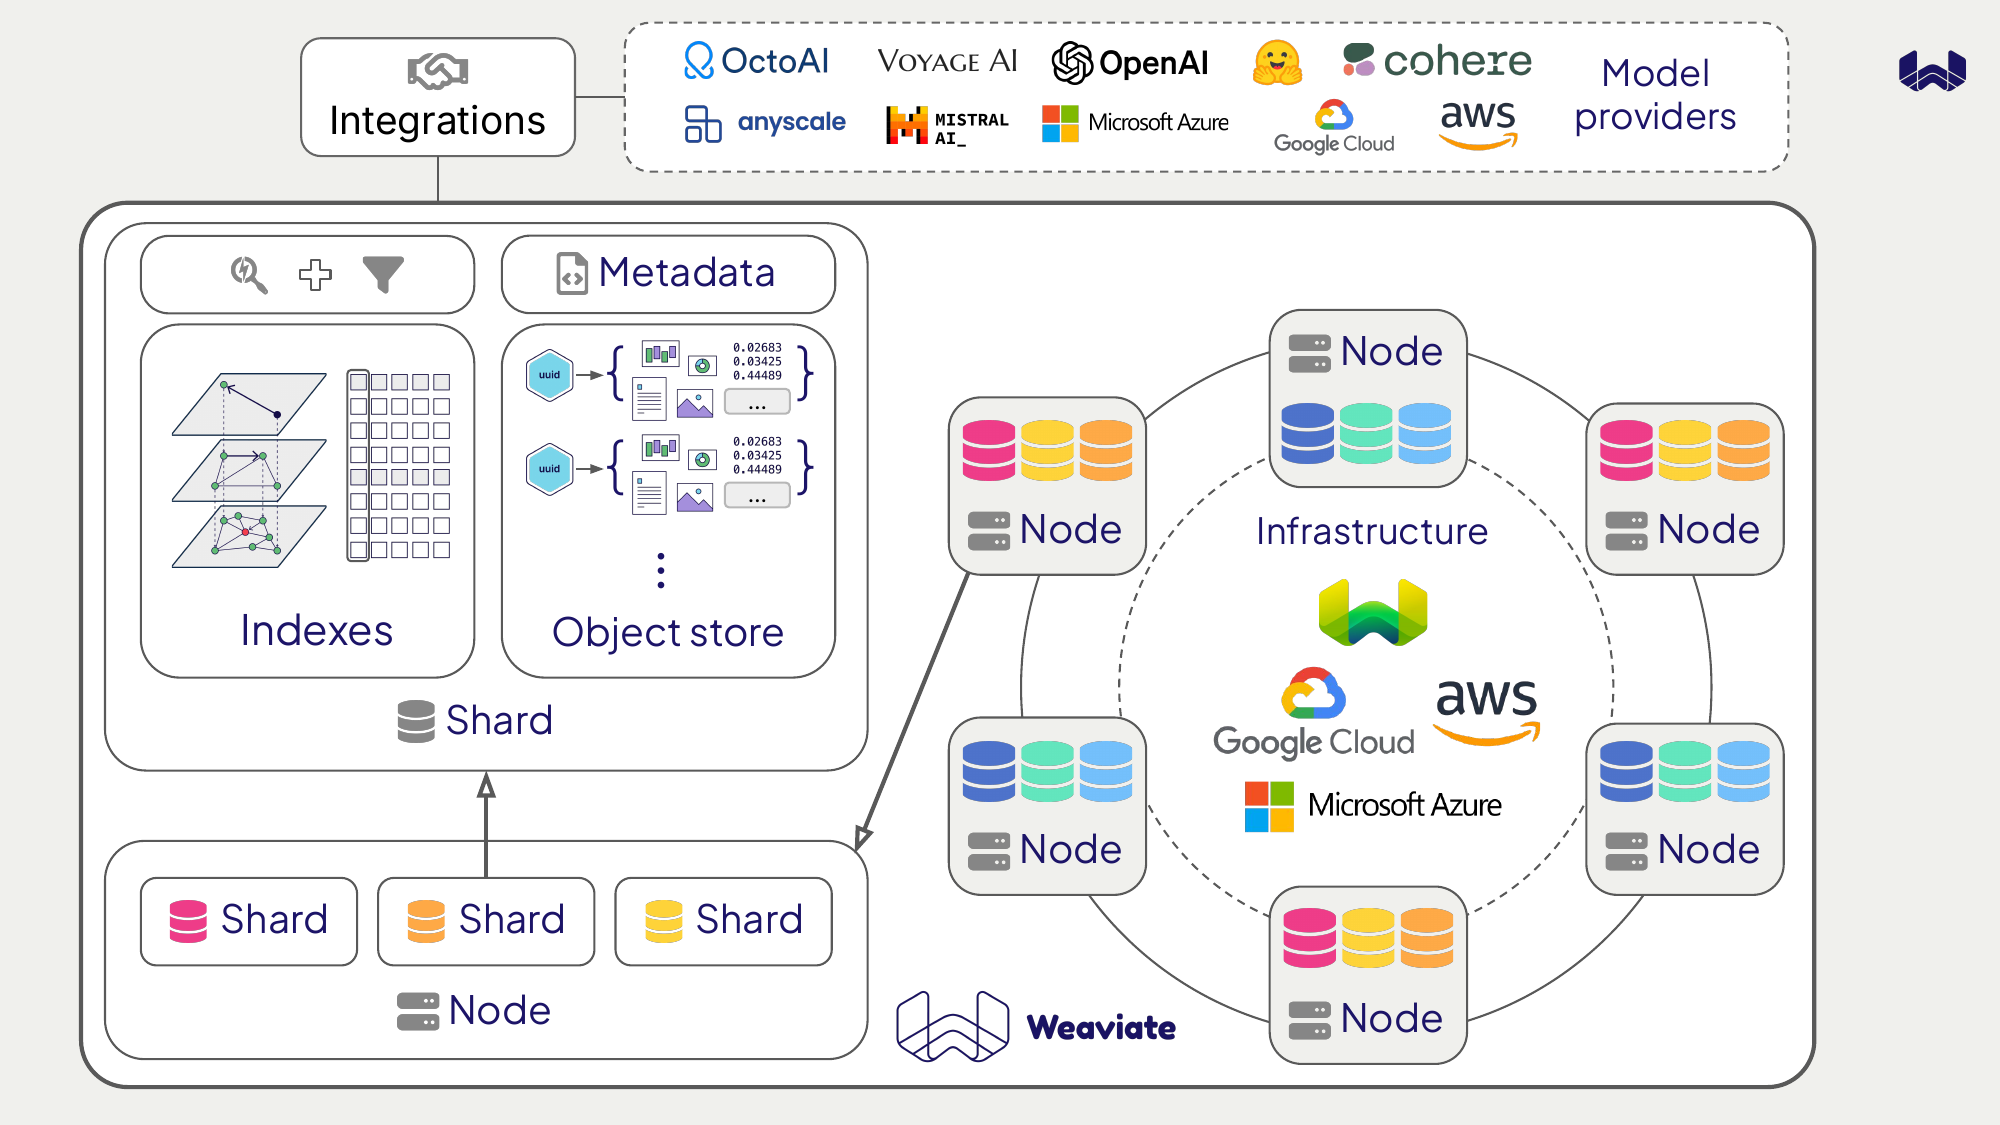 Integrations
OctoAI
VOYAGE AI
OpenAI
cohere
anyscale
MISTRAL
AI_
Microsoft Azure
Google Cloud
aws
Model
providers
Metadata
uuid
0.02683
0.03425
0.44489
...
uuid
0.02683
0.03425
0.44489
...
Indexes
Object store
Shard
Shard
Shard
Shard
Node
Node
Node
Node
Infrastructure
Google Cloud
aws
Microsoft Azure
Node
Node
Node
Weaviate